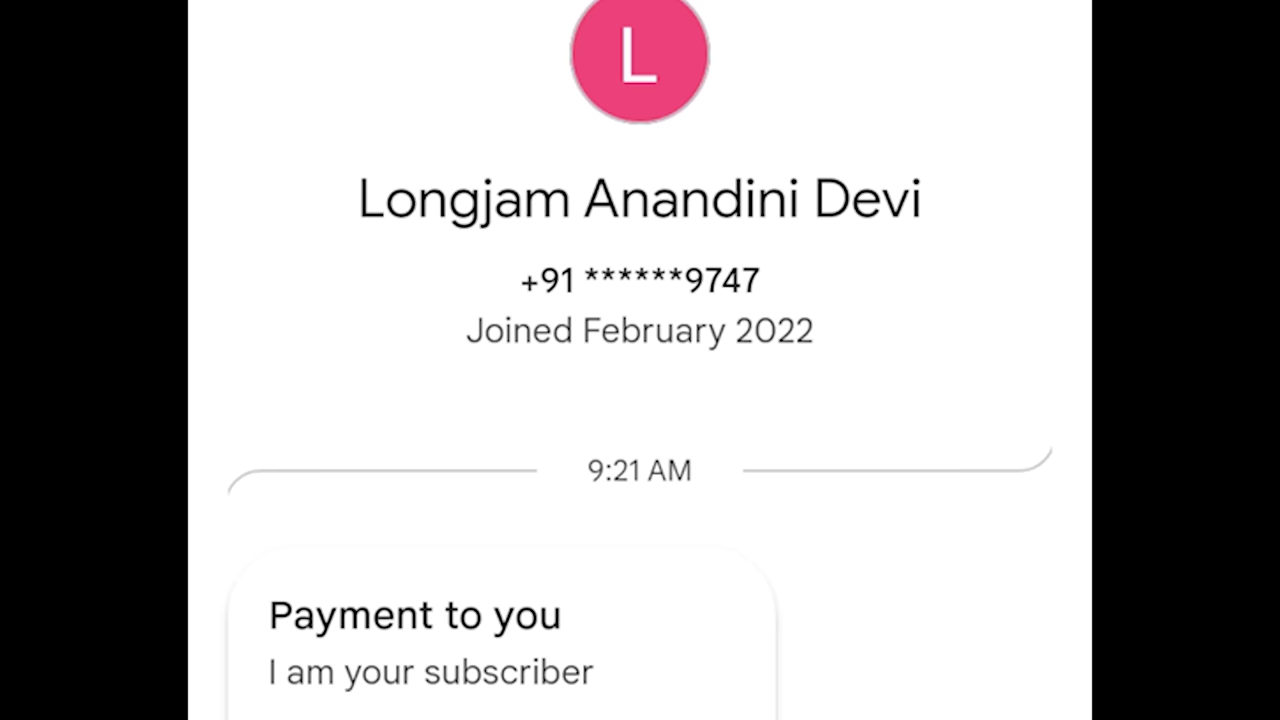 L
Longjam Anandini Devi
+91 ******9747
Joined February 2022
9:21 AM
Payment to you
I am your subscriber